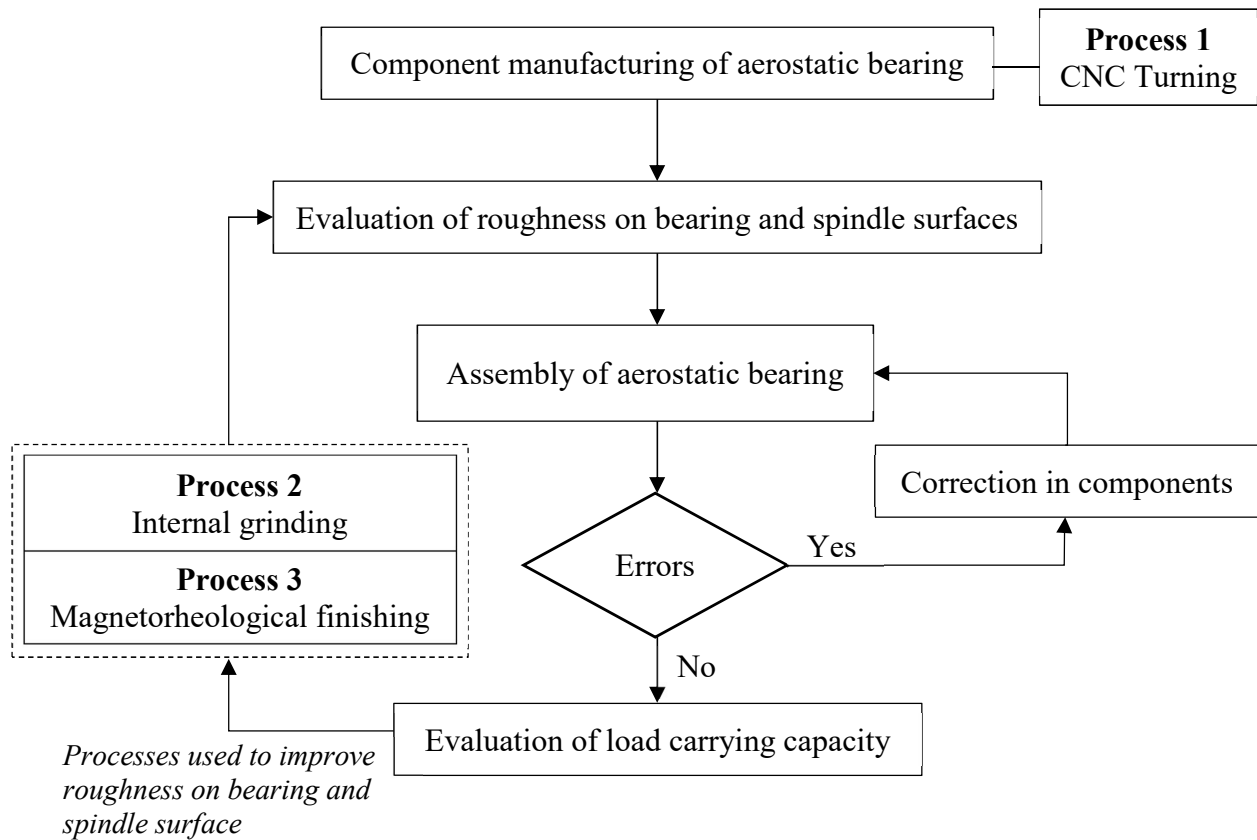 Component manufacturing of aerostatic bearing
Process 1
CNC Turning
Evaluation of roughness on bearing and spindle surfaces
Assembly of aerostatic bearing
Process 2
Internal grinding
Process 3
Magnetorheological finishing
Correction in components
Errors
Yes
No
Evaluation of load carrying capacity
Processes used to improve
roughness on bearing and
spindle surface